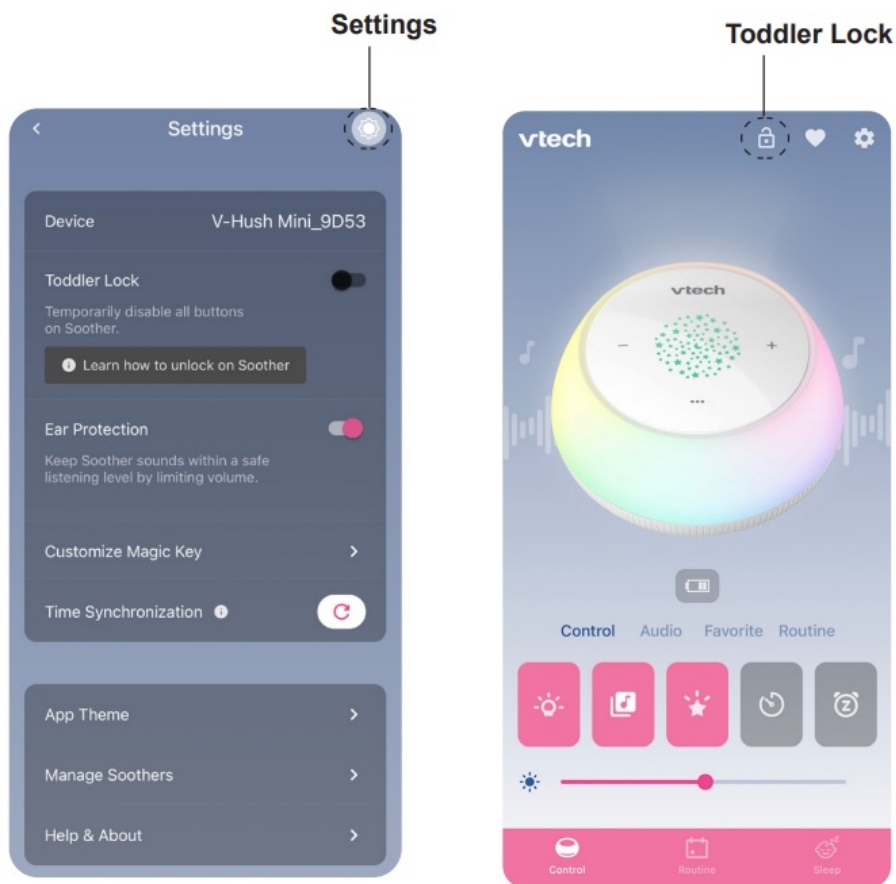 Settings
Toddler Lock
Settings
Device
V-Hush Mini_9D53
Toddler Lock
Temporarily disable all buttons
on Soother.
Learn how to unlock on Soother
Ear Protection
Keep Soother sounds within a safe
listening level by limiting volume.
Customize Magic Key
Time Synchronization
App Theme
Manage Soothers
Help & About
vtech
vtech
Control Audio Favorite Routine
Control Routine Sleep